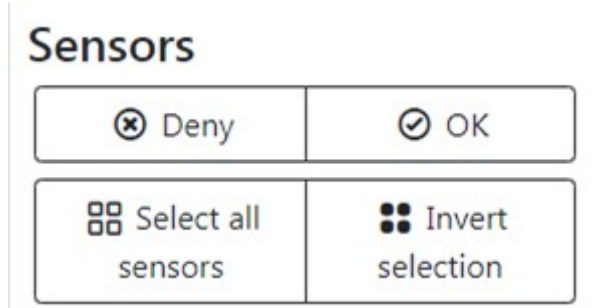 Sensors
Deny
OK
Select all
sensors
Invert
selection